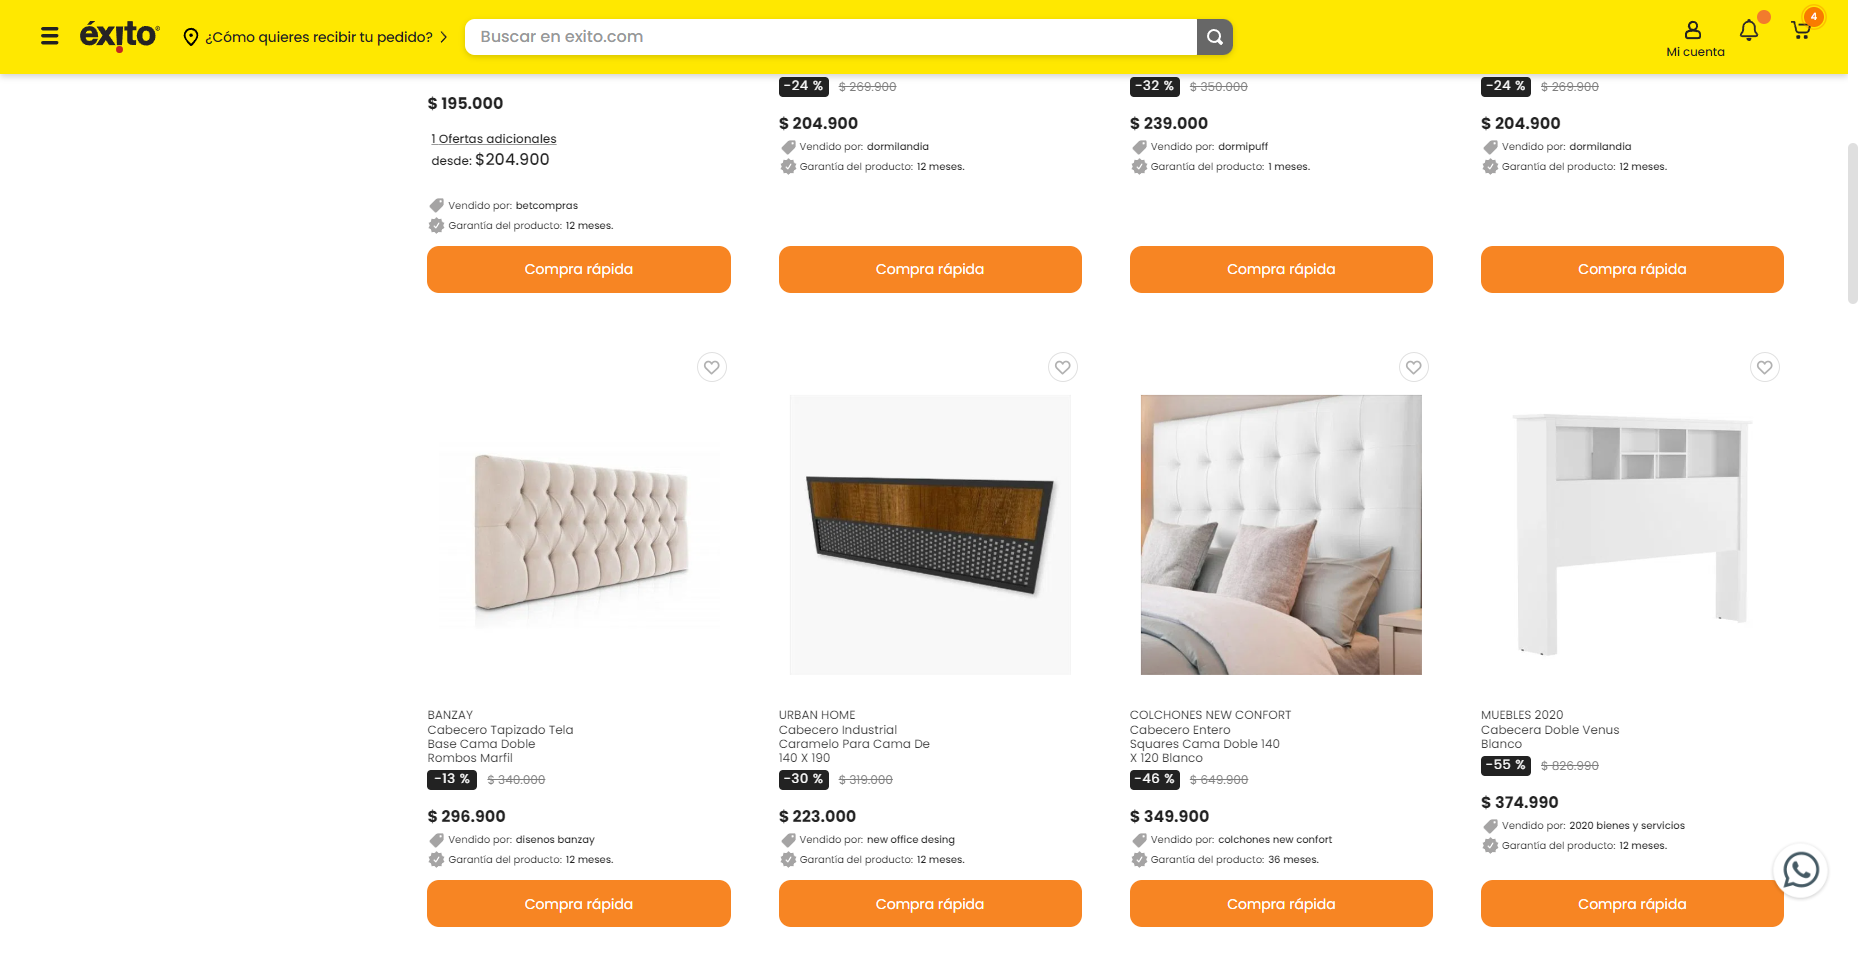 éxito
¿Cómo quieres recibir tu pedido?
Buscar en exito.com
Mi cuenta
4
$ 195.000
1 Ofertas adicionales
desde: $204.900
Vendido por: betcompras
Garantía del producto: 12 meses.
Compra rápida
-24 % $ 269.900
$ 204.900
Vendido por: dormilandia
Garantía del producto: 12 meses.
Compra rápida
-32 % $ 350.000
$ 239.000
Vendido por: dormipuff
Garantía del producto: 1 meses.
Compra rápida
-24 % $ 269.900
$ 204.900
Vendido por: dormilandia
Garantía del producto: 12 meses.
Compra rápida
BANZAY
Cabecero Tapizado Tela
Base Cama Doble
Rombos Marfil
-13 % $ 340.000
$ 296.900
Vendido por: disenos banzay
Garantía del producto: 12 meses.
Compra rápida
URBAN HOME
Cabecero Industrial
Caramelo Para Cama De
140 X 190
-30 % $ 319.000
$ 223.000
Vendido por: new office desing
Garantía del producto: 12 meses.
Compra rápida
COLCHONES NEW CONFORT
Cabecero Entero
Squares Cama Doble 140
X 120 Blanco
-46 % $ 649.900
$ 349.900
Vendido por: colchones new confort
Garantía del producto: 36 meses.
Compra rápida
MUEBLES 2020
Cabecera Doble Venus
Blanco
-55 % $ 826.990
$ 374.990
Vendido por: 2020 bienes y servicios
Garantía del producto: 12 meses.
Compra rápida